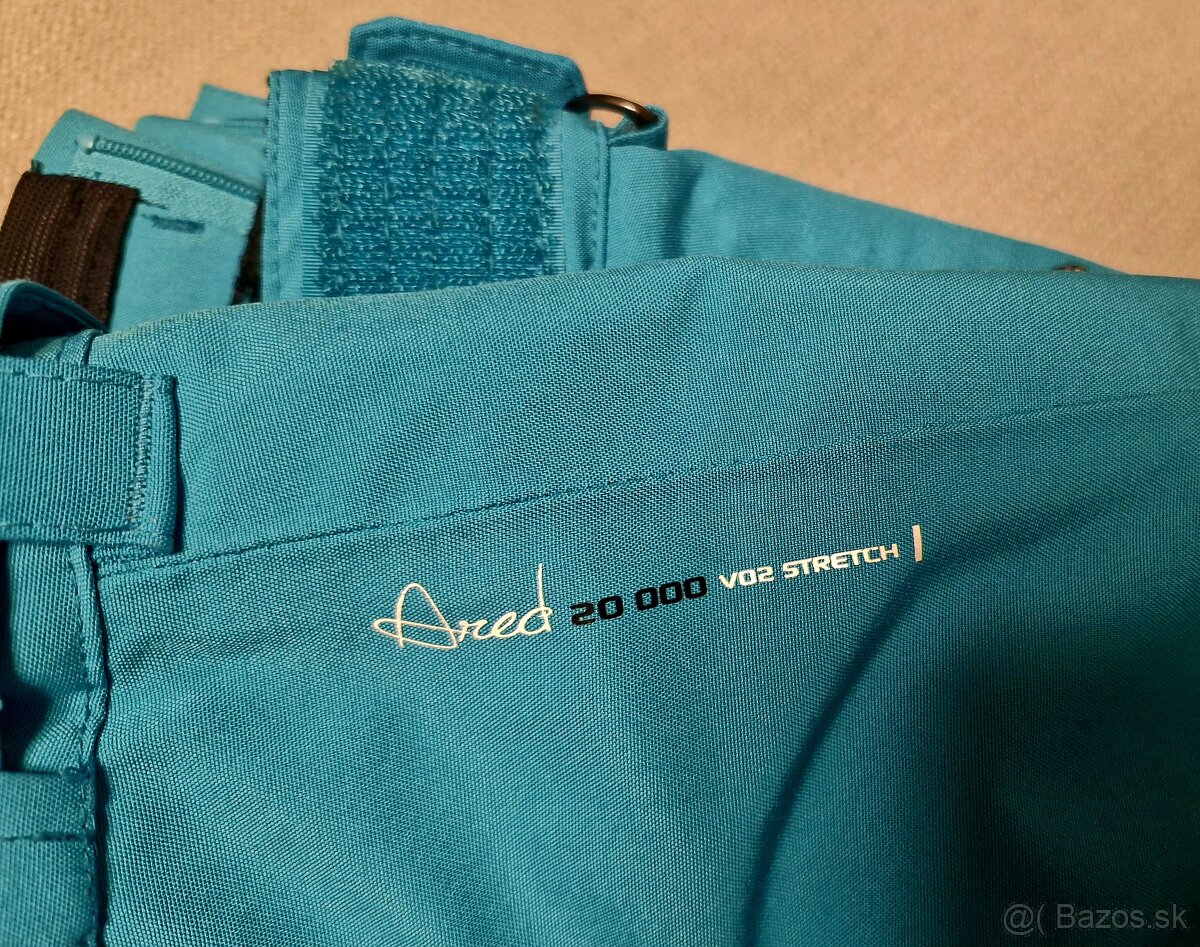 Ared 20 000 VO2 STRETCH
@( Bazos.sk